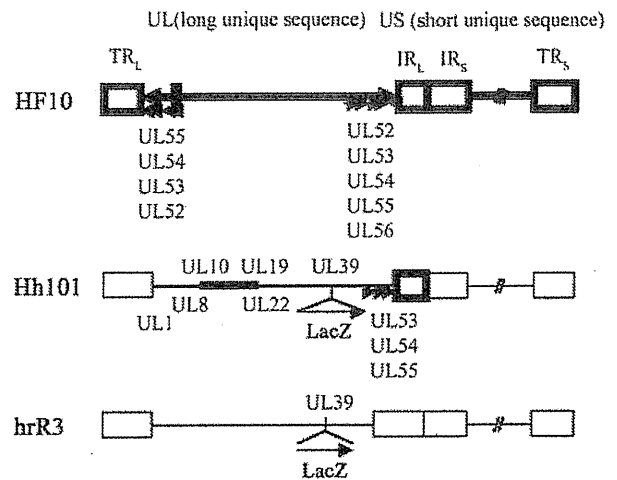 UL(long unique sequence) US (short unique sequence)
TRL IRL IRS TRS
HF10
UL55 UL52
UL54 UL53
UL53 UL54
UL52 UL55
UL56
UL10 UL19 UL39
Hh101
UL1 UL8 UL22 LacZ UL53
UL54
UL55
UL39
hrR3
LacZ